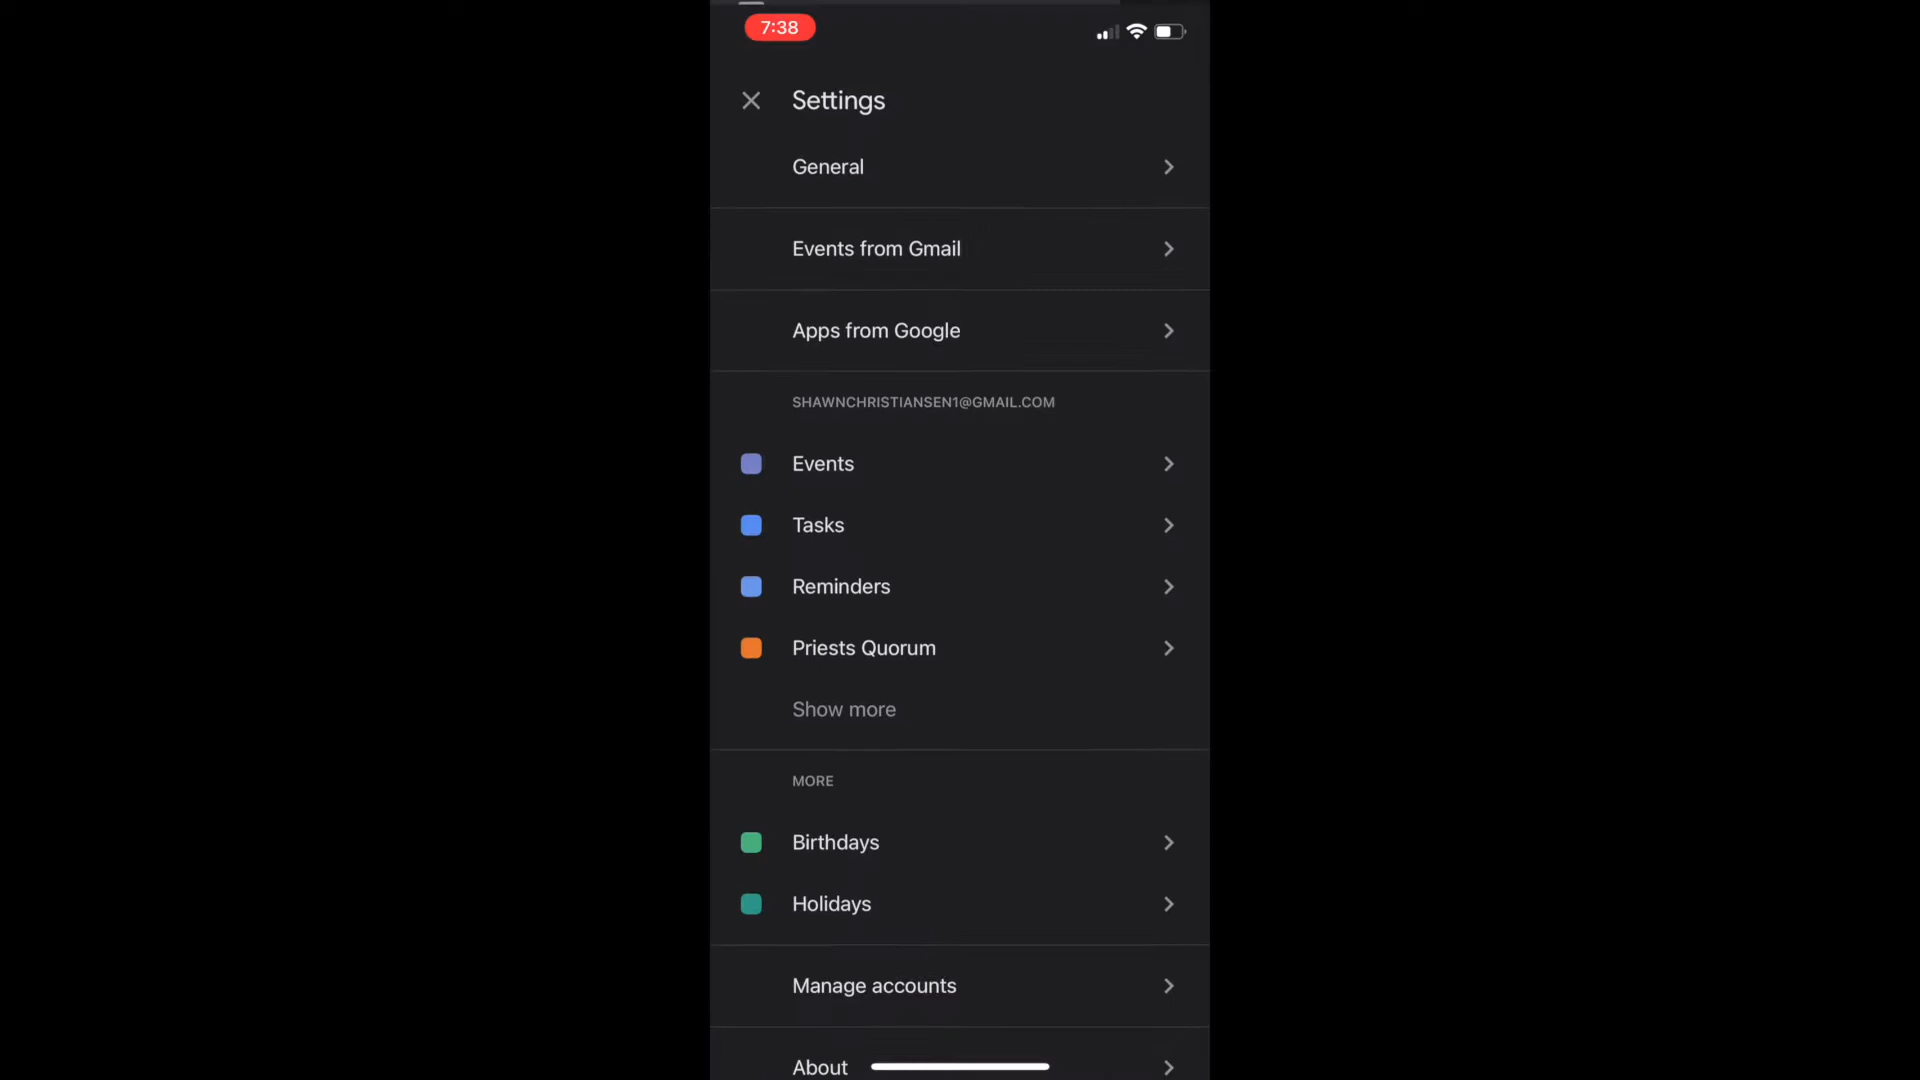 7:38
Settings
General
Events from Gmail
Apps from Google
SHAWNCHRISTIANSEN1@GMAIL.COM
Events
Tasks
Reminders
Priests Quorum
Show more
MORE
Birthdays
Holidays
Manage accounts
About